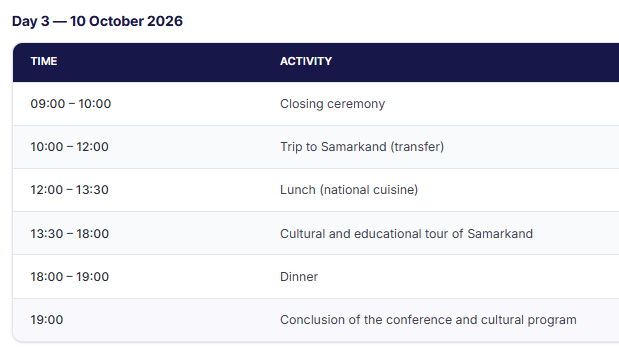 Day 3 — 10 October 2026
TIME ACTIVITY
09:00 – 10:00 Closing ceremony
10:00 – 12:00 Trip to Samarkand (transfer)
12:00 – 13:30 Lunch (national cuisine)
13:30 – 18:00 Cultural and educational tour of Samarkand
18:00 – 19:00 Dinner
19:00 Conclusion of the conference and cultural program